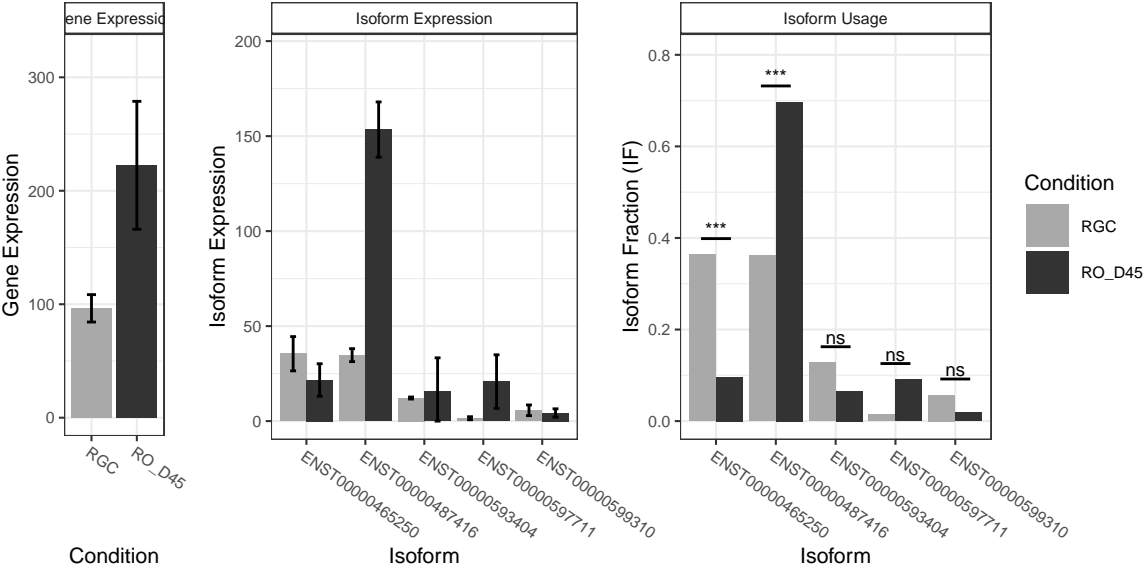 ene Expressio
Gene Expression
300
200
100
0
RGC
RO_D45
Condition
Isoform Expression
Isoform Expression
200
150
100
50
0
ENST00000465250
ENST00000487416
ENST00000593404
ENST00000597711
ENST00000599310
Isoform
Isoform Usage
Isoform Fraction (IF)
0.8
0.6
0.4
0.2
0.0
***
***
ns
ns
ns
ENST00000465250
ENST00000487416
ENST00000593404
ENST00000597711
ENST00000599310
Isoform
Condition
RGC
RO_D45